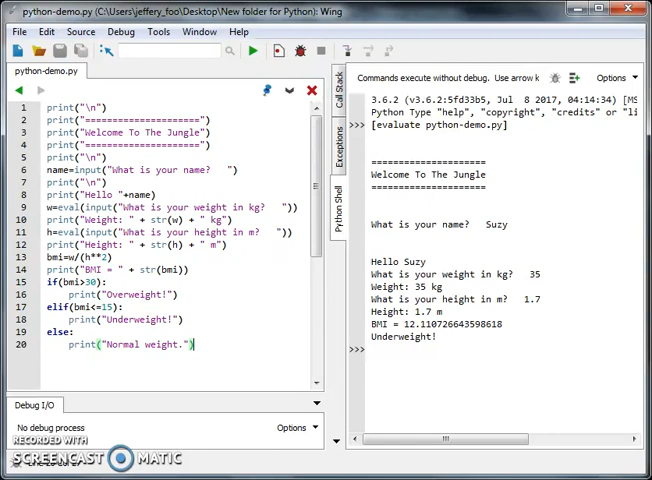 python-demo.py (C:\Users\jeffery_foo\Desktop\New folder for Python): Wing
File Edit Source Debug Tools Window Help
python-demo.py
1 print("\n")
2 print("=====================")
3 print("Welcome To The Jungle")
4 print("=====================")
5 print("\n")
6 name=input("What is your name?   ")
7 print("\n")
8 print("Hello "+name)
9 w=eval(input("What is your weight in kg?   "))
10 print("Weight: " + str(w) + " kg")
11 h=eval(input("What is your height in m?   "))
12 print("Height: " + str(h) + " m")
13 bmi=w/(h**2)
14 print("BMI = " + str(bmi))
15 if(bmi>30):
16     print("Overweight!")
17 elif(bmi<=15):
18     print("Underweight!")
19 else:
20     print("Normal weight.")
Debug I/O
No debug process
Options
RECORDED WITH
SCREENCAST MATIC
Call Stack
Exceptions
Python Shell
Commands execute without debug. Use arrow k
Options
3.6.2 (v3.6.2:5fd33b5, Jul  8 2017, 04:14:34) [MS
Python Type "help", "copyright", "credits" or "li
>>> [evaluate python-demo.py]
=====================
Welcome To The Jungle
=====================
What is your name?   Suzy
Hello Suzy
What is your weight in kg?   35
Weight: 35 kg
What is your height in m?   1.7
Height: 1.7 m
BMI = 12.110726643598618
Underweight!
>>>